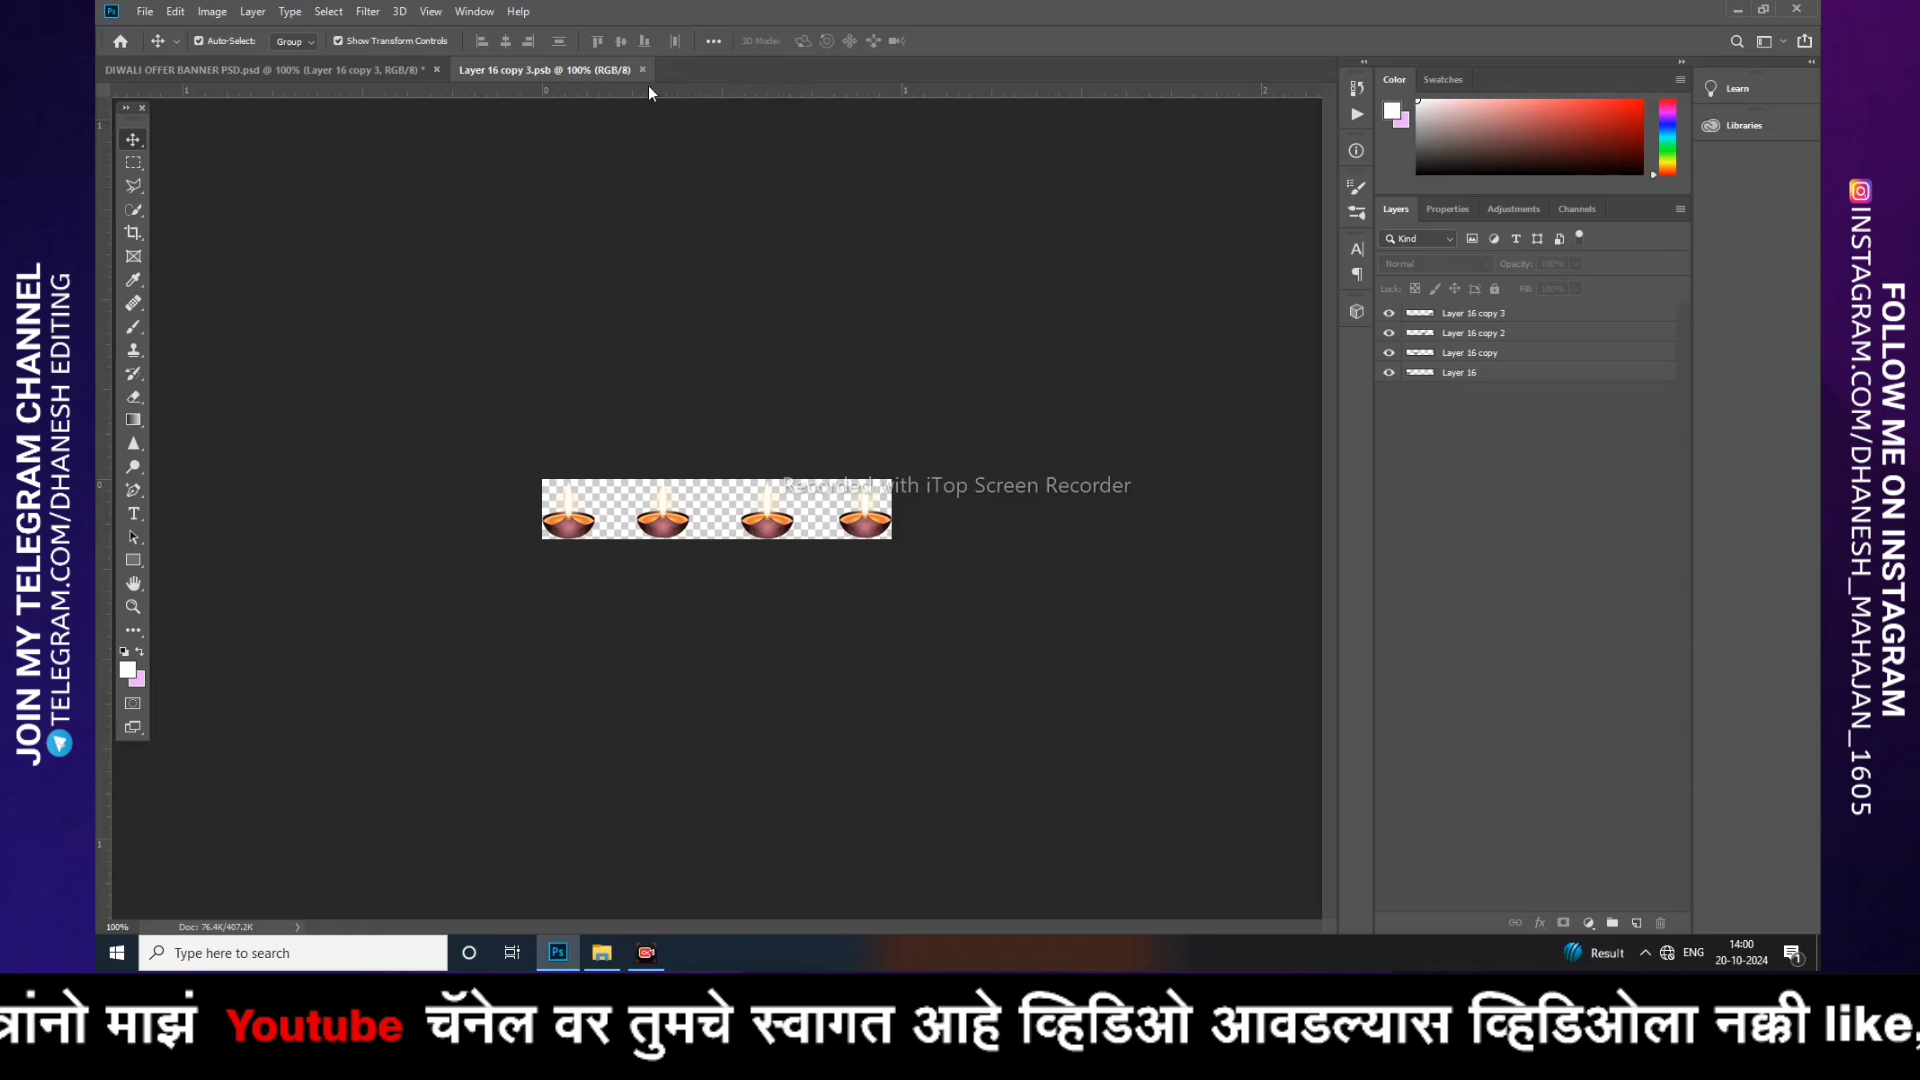 File Edit Image Layer Type Select Filter 3D View Window Help
Auto-Select: Group Show Transform Controls 3D Mode:
DIWALI OFFER BANNER PSD.psd @ 100% (Layer 16 copy 3, RGB/8) *
Layer 16 copy 3.psb @ 100% (RGB/8)
Color Swatches
Learn
Libraries
Layers Properties Adjustments Channels
Kind
Normal Opacity: 100%
Lock: Fill: 100%
Layer 16 copy 3
Layer 16 copy 2
Layer 16 copy
Layer 16
Recorded with iTop Screen Recorder
100% Doc: 76.4K/407.2K
Type here to search
Result
ENG
14:00
20-10-2024
JOIN MY TELEGRAM CHANNEL
TELEGRAM.COM/DHANESH EDITING
FOLLOW ME ON INSTAGRAM
INSTAGRAM.COM/DHANESH_MAHAJAN_1605
त्रांनो माझं Youtube चॅनेल वर तुमचे स्वागत आहे व्हिडिओ आवडल्यास व्हिडिओला नक्की like,